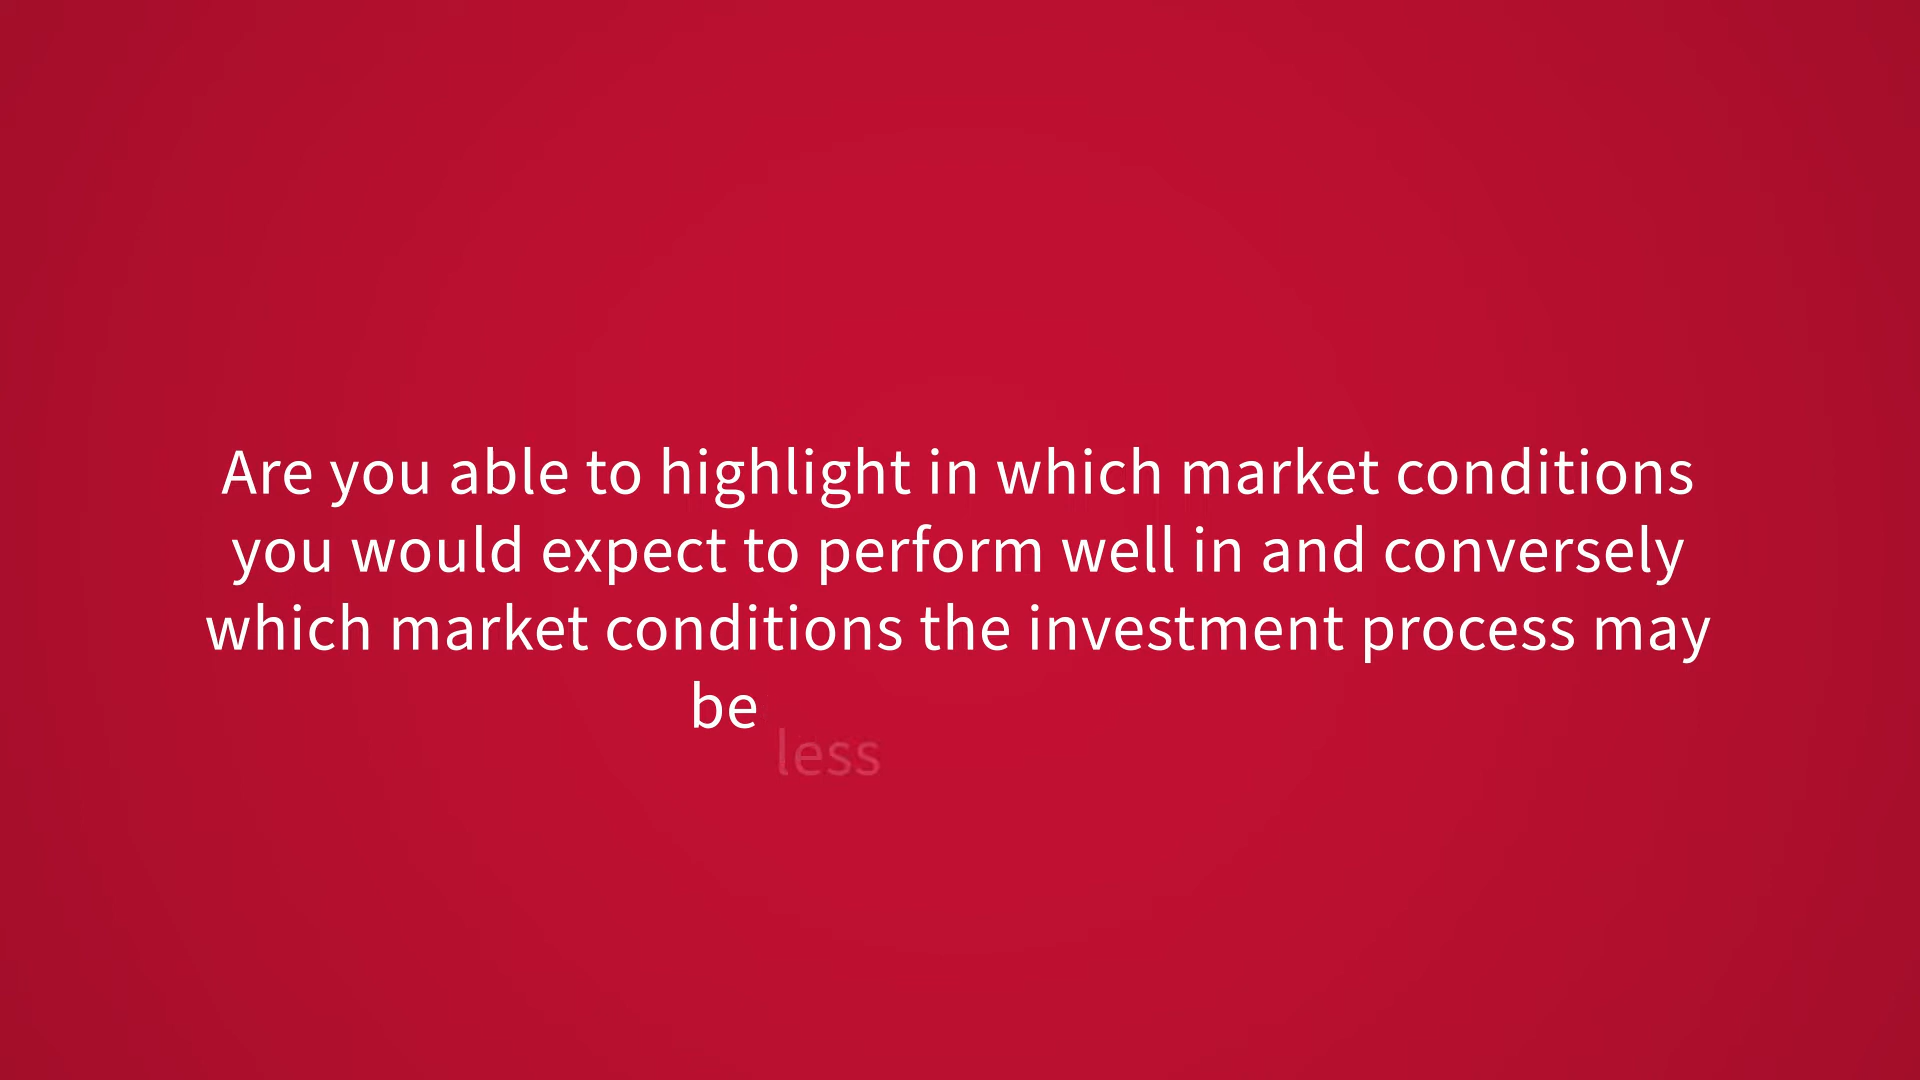 Are you able to highlight in which market conditions
you would expect to perform well in and conversely
which market conditions the investment process may
be less